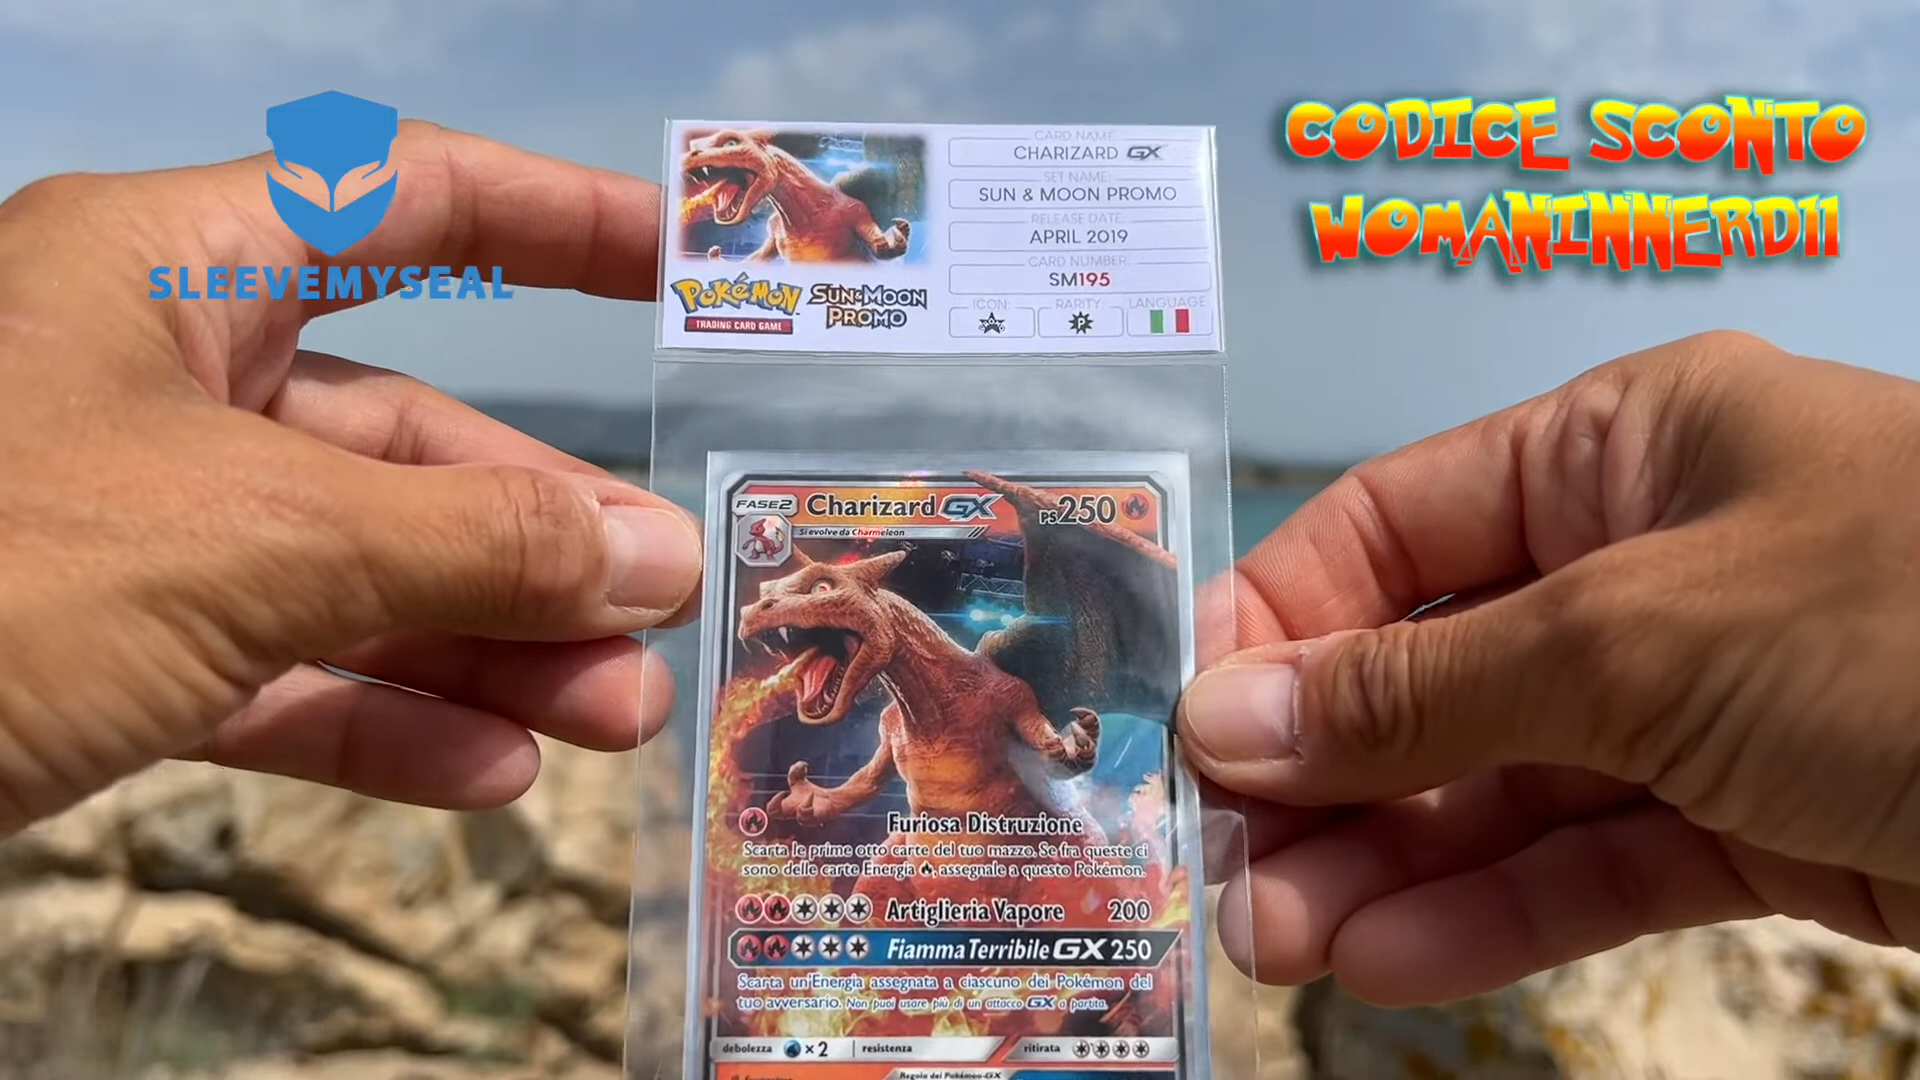 SLEEVEMYSEAL
CODICE SCONTO
WOMANINNERD11
CARD NAME
CHARIZARD GX
SET NAME:
SUN & MOON PROMO
RELEASE DATE:
APRIL 2019
CARD NUMBER:
SM195
ICON:
RARITY:
LANGUAGE
POKéMON
TRADING CARD GAME
SUN & MOON
PROMO
FASE2
Charizard GX
PS250
Si evolve da Charmeleon
Furiosa Distruzione
Scarta le prime otto carte del tuo mazzo. Se fra queste ci
sono delle carte Energia , assegnale a questo Pokémon.
Artiglieria Vapore 200
Fiamma Terribile GX 250
Scarta un'Energia assegnata a ciascuno dei Pokémon del
tuo avversario. Non puoi usare più di un attacco GX a partita.
debolezza ×2
resistenza
ritirata
Regola dei Pokémon-GX